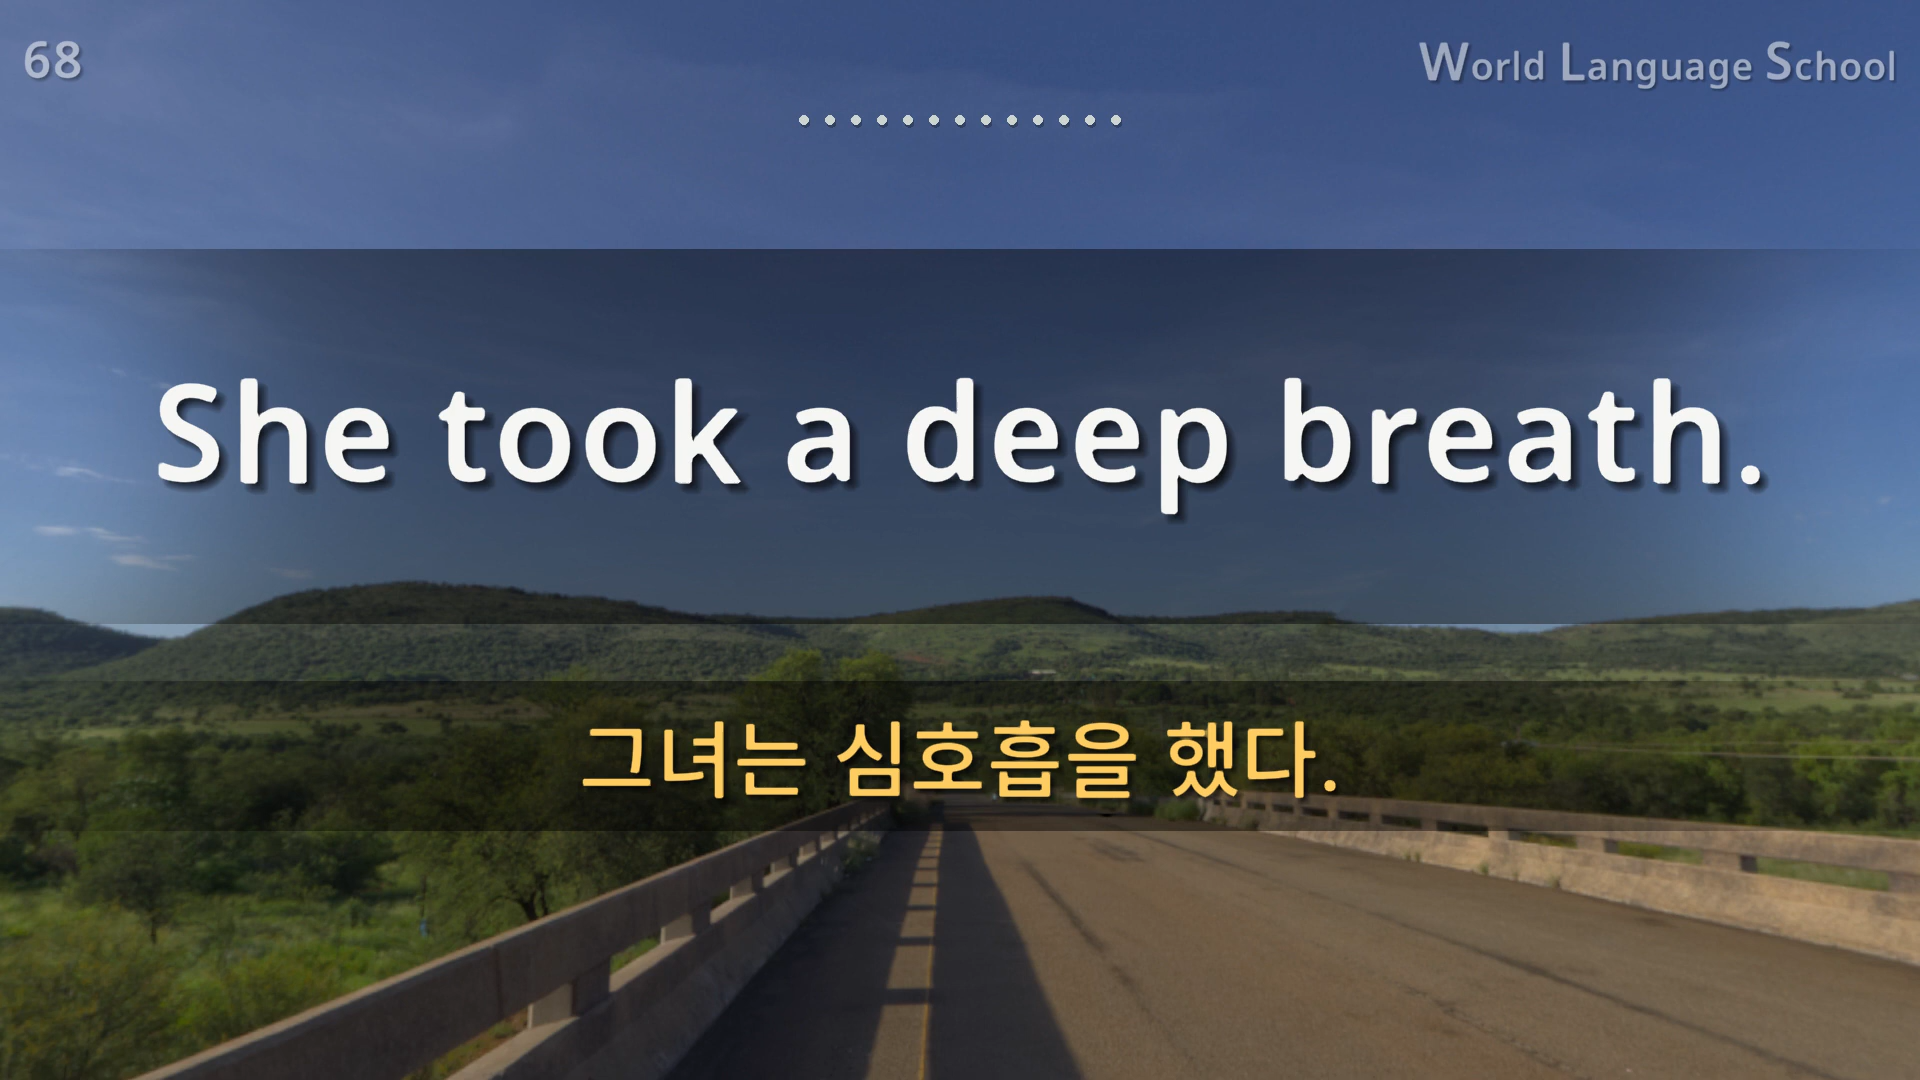 68
World Language School
She took a deep breath.
그녀는 심호흡을 했다.